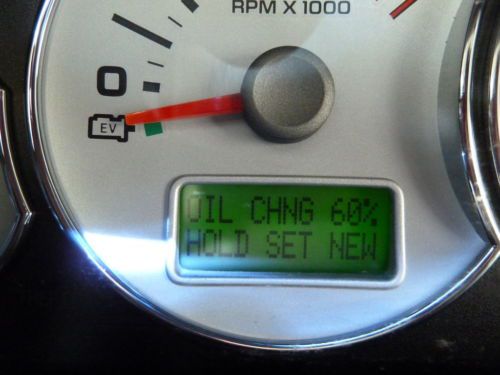 RPM X 1000
0
EV
OIL CHNG 60%
HOLD SET NEW